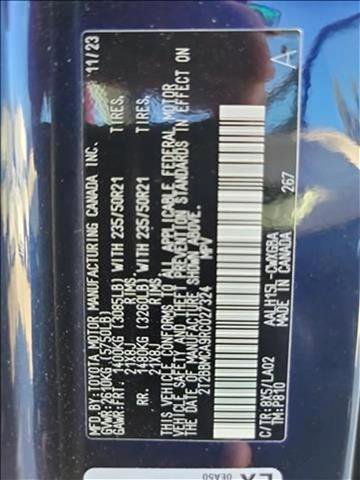 MFD. BY: TOYOTA MOTOR MANUFACTURING CANADA INC. 11/23
GVWR: 2610KG (5750LB)
GAWR: FRT. 1400KG (3085LB) WITH 235/50R21 TIRES,
21X8J RIMS
RR. 1480KG (3260LB) WITH 235/50R21 TIRES,
21X8J RIMS
THIS VEHICLE CONFORMS TO ALL APPLICABLE FEDERAL MOTOR
VEHICLE SAFETY AND THEFT PREVENTION STANDARDS IN EFFECT ON
THE DATE OF MANUFACTURE SHOWN ABOVE.
MPV
A
C/TR: 8X5/LA02 AALH15L-CWXGBA
TM: P810 MADE IN CANADA 267
0EA50